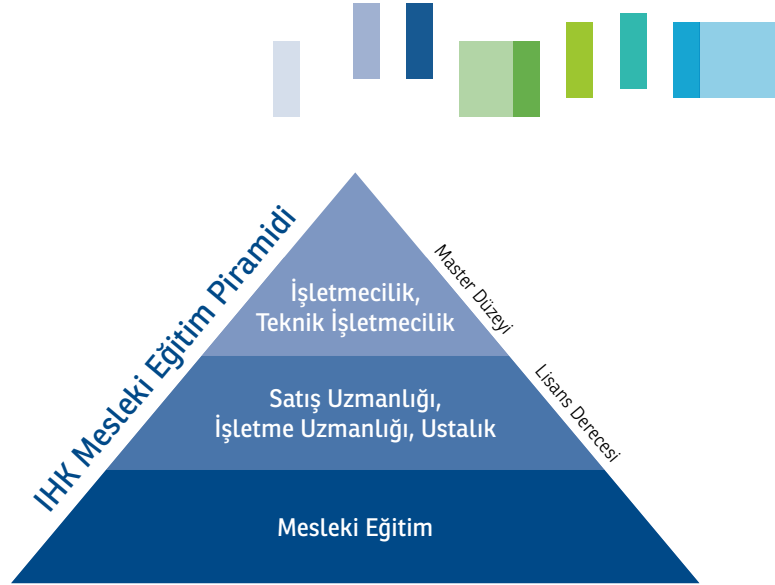 IHK Mesleki Eğitim Piramidi
İşletmecilik,
Teknik İşletmecilik
Master Düzeyi
Satış Uzmanlığı,
İşletme Uzmanlığı, Ustalık
Lisans Derecesi
Mesleki Eğitim